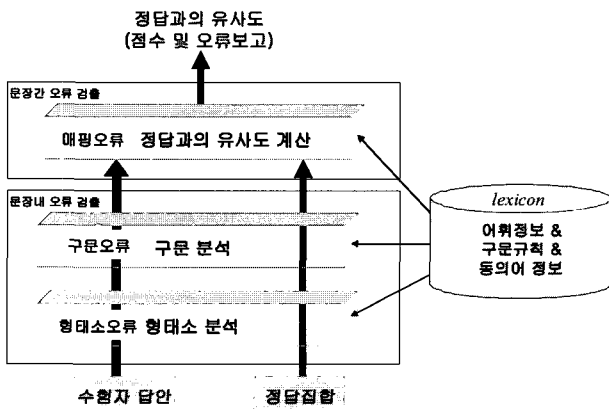 정답과의 유사도
(점수 및 오류보고)
문장간 오류 검출
매핑오류 정답과의 유사도 계산
문장내 오류 검출
구문오류 구문 분석
형태소오류 형태소 분석
lexicon
어휘정보 &
구문규칙 &
동의어 정보
수험자 답안
정답집합